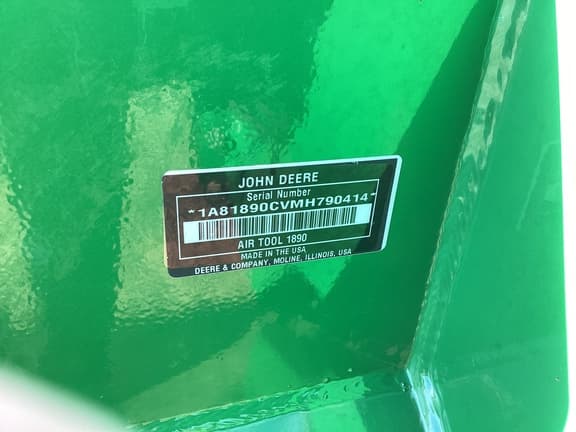 JOHN DEERE
Serial Number
*1A81890CVMH790414*
AIR TOOL 1890
MADE IN THE USA
DEERE & COMPANY, MOLINE, ILLINOIS, USA